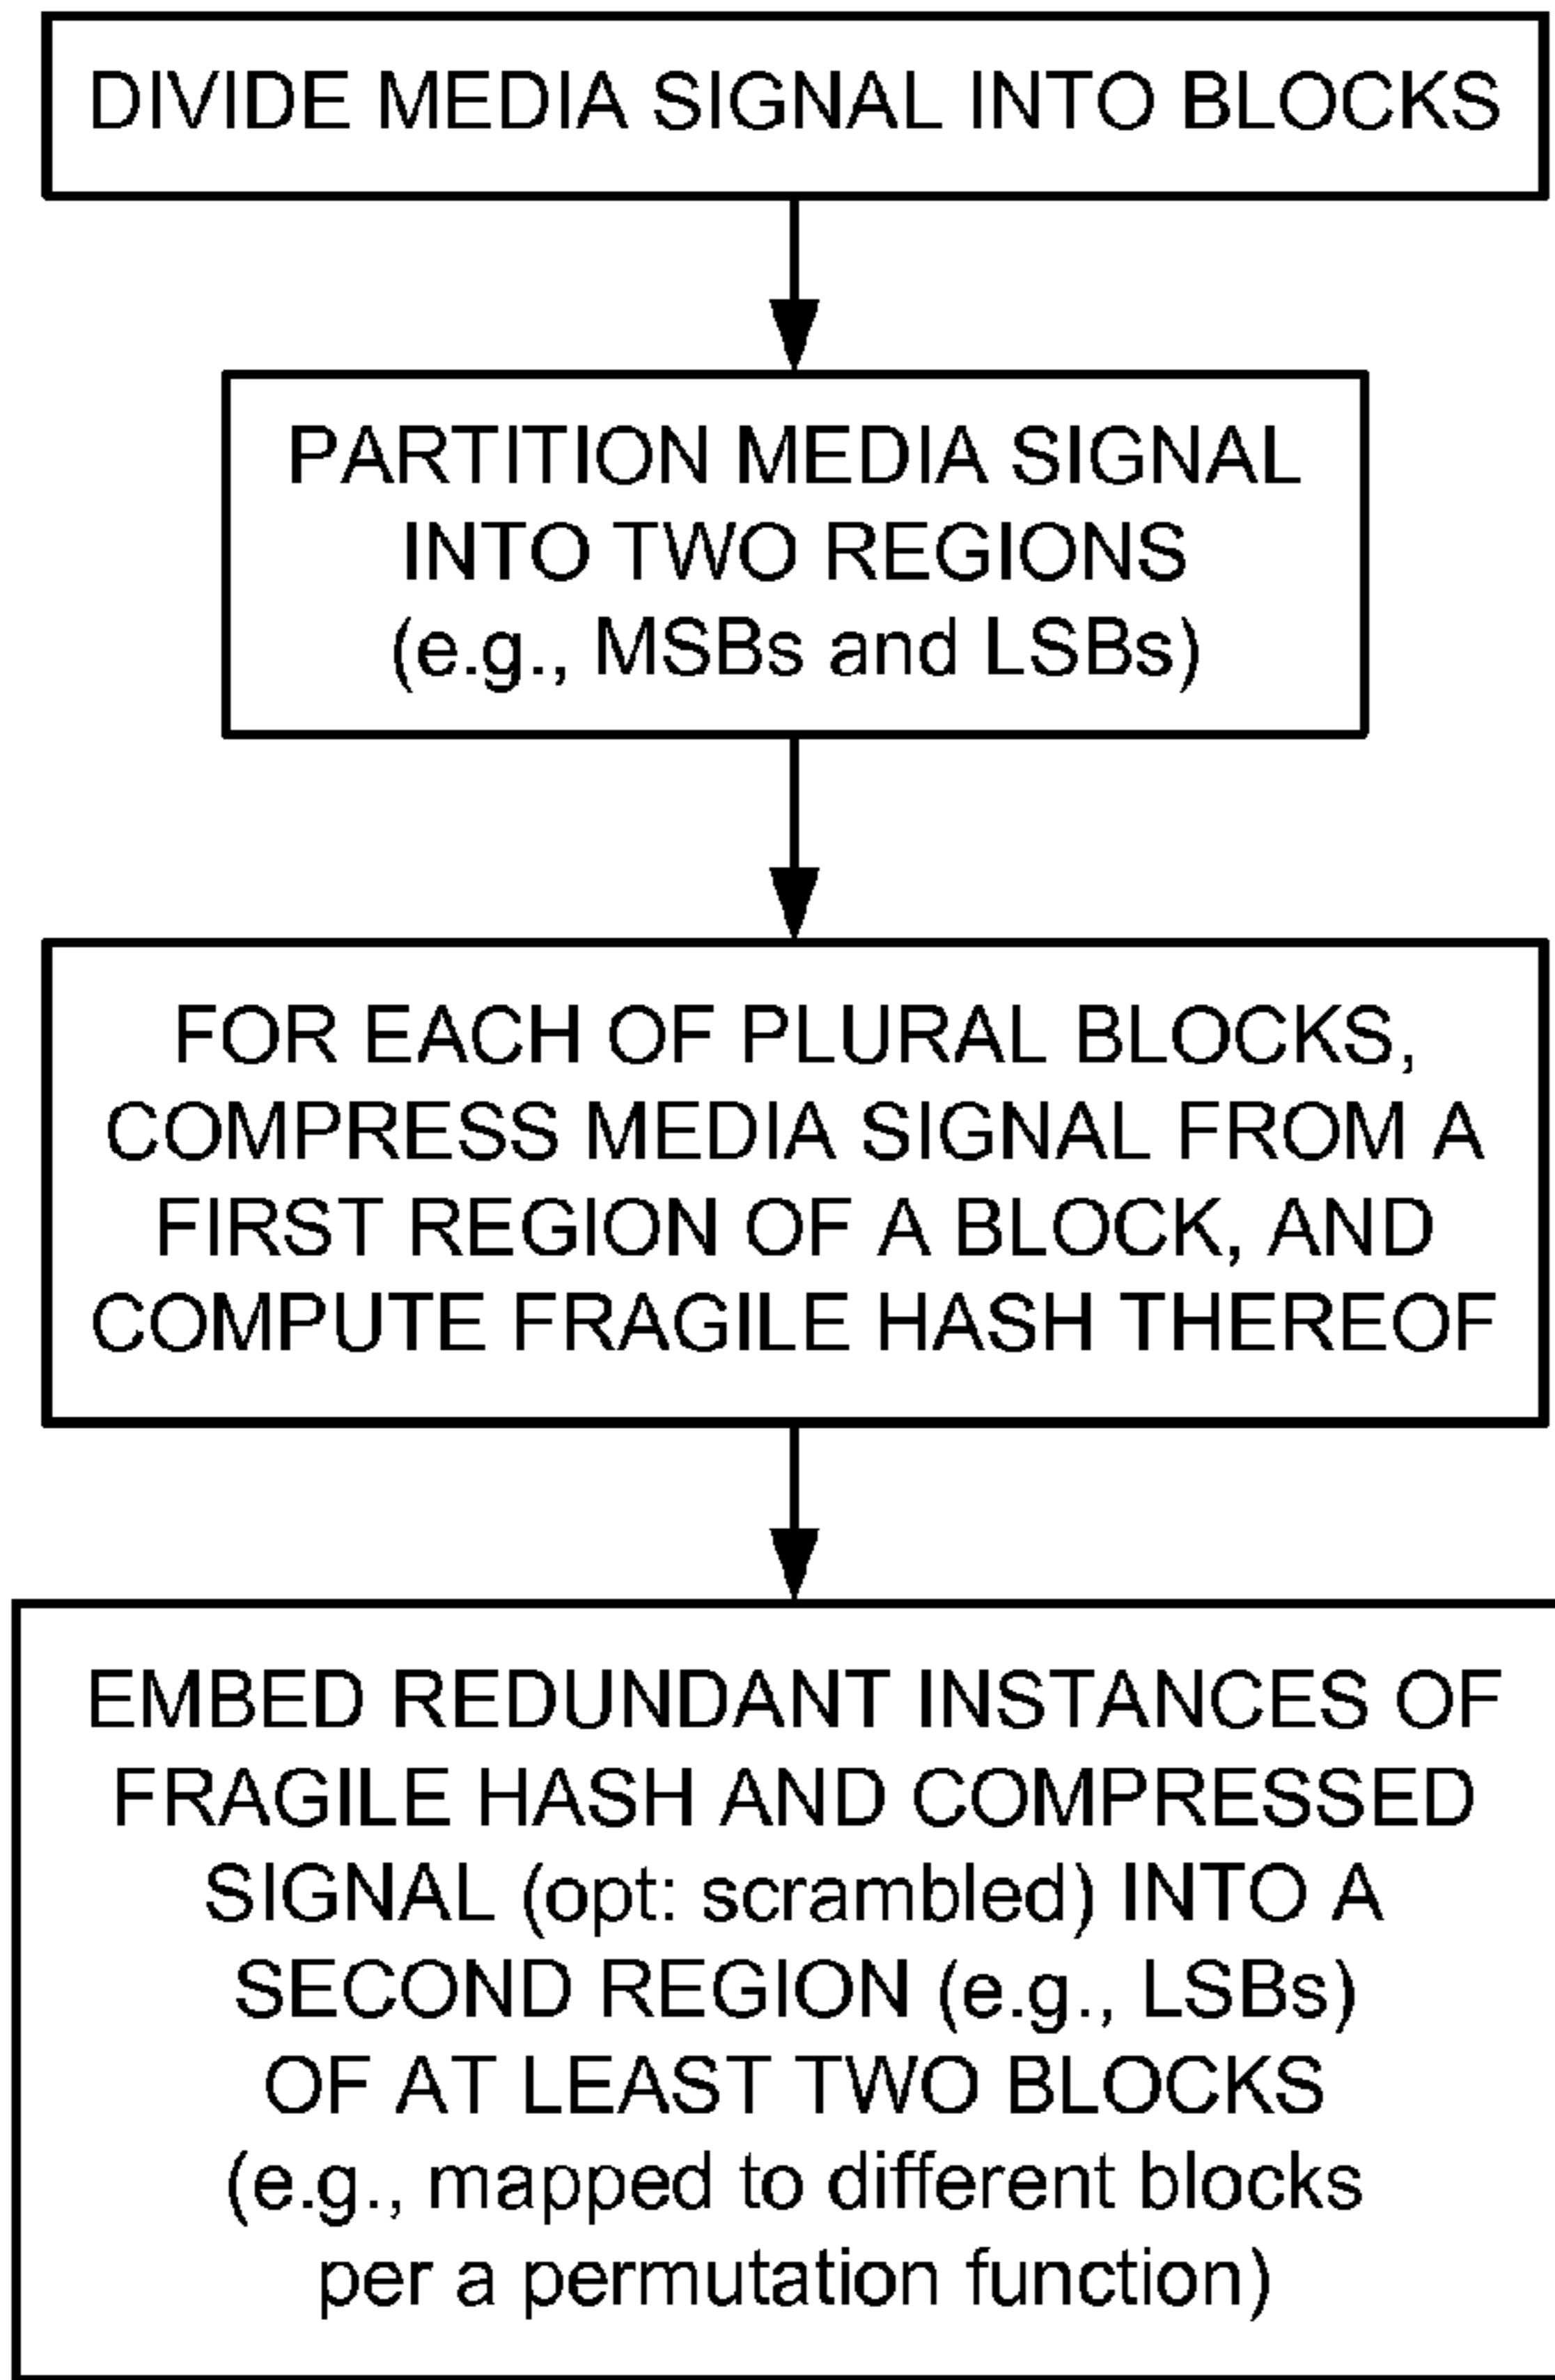 DIVIDE MEDIA SIGNAL INTO BLOCKS
PARTITION MEDIA SIGNAL
INTO TWO REGIONS
(e.g., MSBs and LSBs)
FOR EACH OF PLURAL BLOCKS,
COMPRESS MEDIA SIGNAL FROM A
FIRST REGION OF A BLOCK, AND
COMPUTE FRAGILE HASH THEREOF
EMBED REDUNDANT INSTANCES OF
FRAGILE HASH AND COMPRESSED
SIGNAL (opt: scrambled) INTO A
SECOND REGION (e.g., LSBs)
OF AT LEAST TWO BLOCKS
(e.g., mapped to different blocks
per a permutation function)